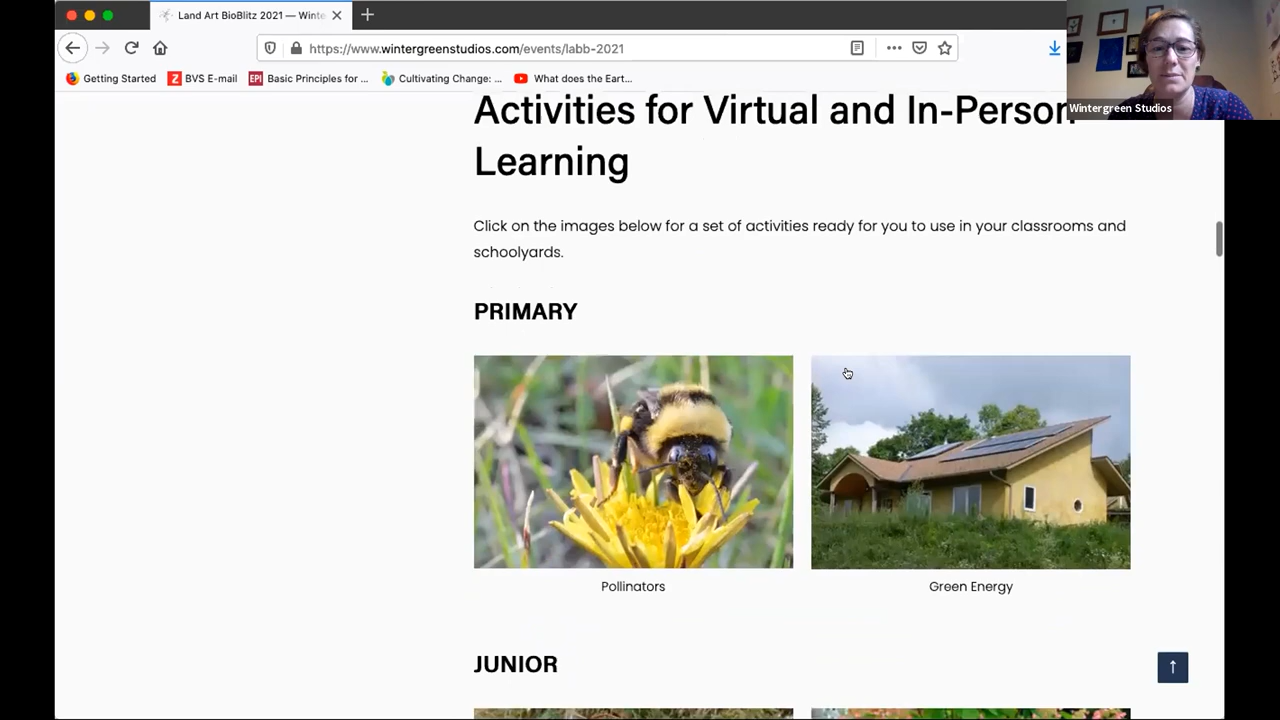 Land Art BioBlitz 2021 — Winte
https://www.wintergreenstudios.com/events/labb-2021
Getting Started
BVS E-mail
EPI
Basic Principles for ...
Cultivating Change: ...
What does the Eart...
Wintergreen Studios
Activities for Virtual and In-Person
Learning
Click on the images below for a set of activities ready for you to use in your classrooms and
schoolyards.
PRIMARY
Pollinators
Green Energy
JUNIOR